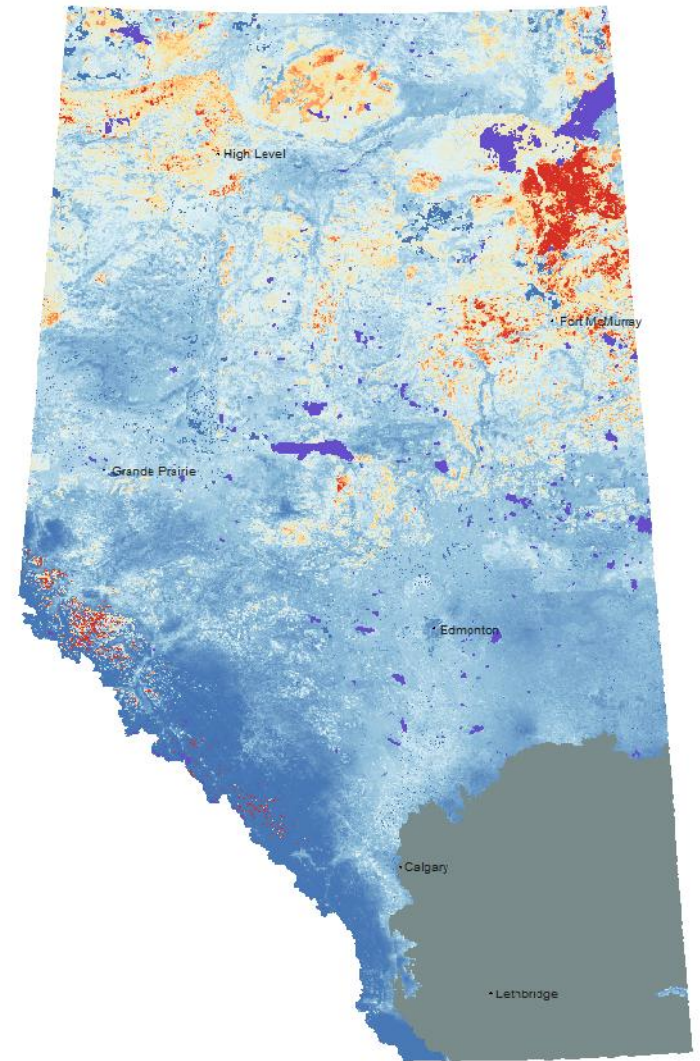 High Level
Fort McMurray
Grande Prairie
Edmonton
Calgary
Lethbridge